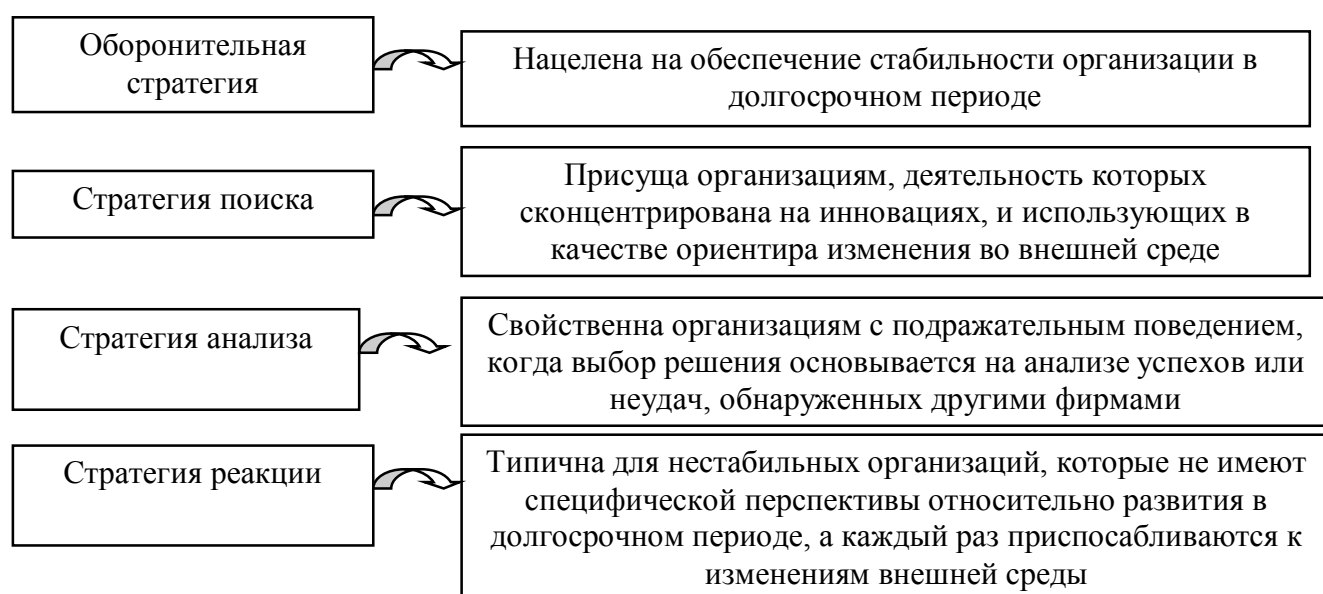 Оборонительная
стратегия
Нацелена на обеспечение стабильности организации в
долгосрочном периоде
Стратегия поиска
Присуща организациям, деятельность которых
сконцентрирована на инновациях, и использующих в
качестве ориентира изменения во внешней среде
Стратегия анализа
Свойственна организациям с подражательным поведением,
когда выбор решения основывается на анализе успехов или
неудач, обнаруженных другими фирмами
Стратегия реакции
Типична для нестабильных организаций, которые не имеют
специфической перспективы относительно развития в
долгосрочном периоде, а каждый раз приспосабливаются к
изменениям внешней среды